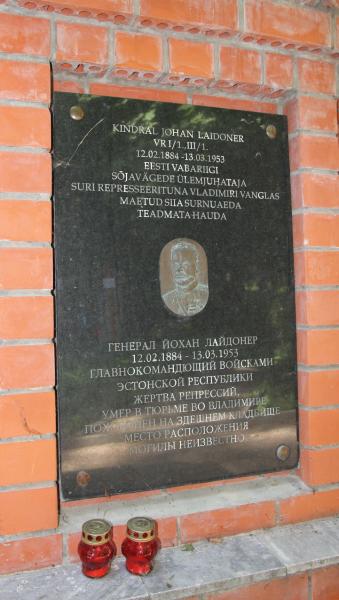 KINDRAL JOHAN LAIDONER
VR I/1., III/1.
12.02.1884 -13.03.1953
EESTI VABARIIGI
SÕJAVÄGEDE ÜLEMJUHATAJA
SURI REPRESSEERITUNA VLADIMIRI VANGLAS
MAETUD SIIA SURNUAEDA
TEADMATA HAUDA
ГЕНЕРАЛ ЙОХАН ЛАЙДОНЕР
12.02.1884 - 13.03.1953
ГЛАВНОКОМАНДУЮЩИЙ ВОЙСКАМИ
ЭСТОНСКОЙ РЕСПУБЛИКИ
ЖЕРТВА РЕПРЕССИЙ,
УМЕР В ТЮРЬМЕ ВО ВЛАДИМИРЕ
ПОХОРОНЕН НА ЗДЕШНЕМ КЛАДБИЩЕ
МЕСТО РАСПОЛОЖЕНИЯ
МОГИЛЫ НЕИЗВЕСТНО